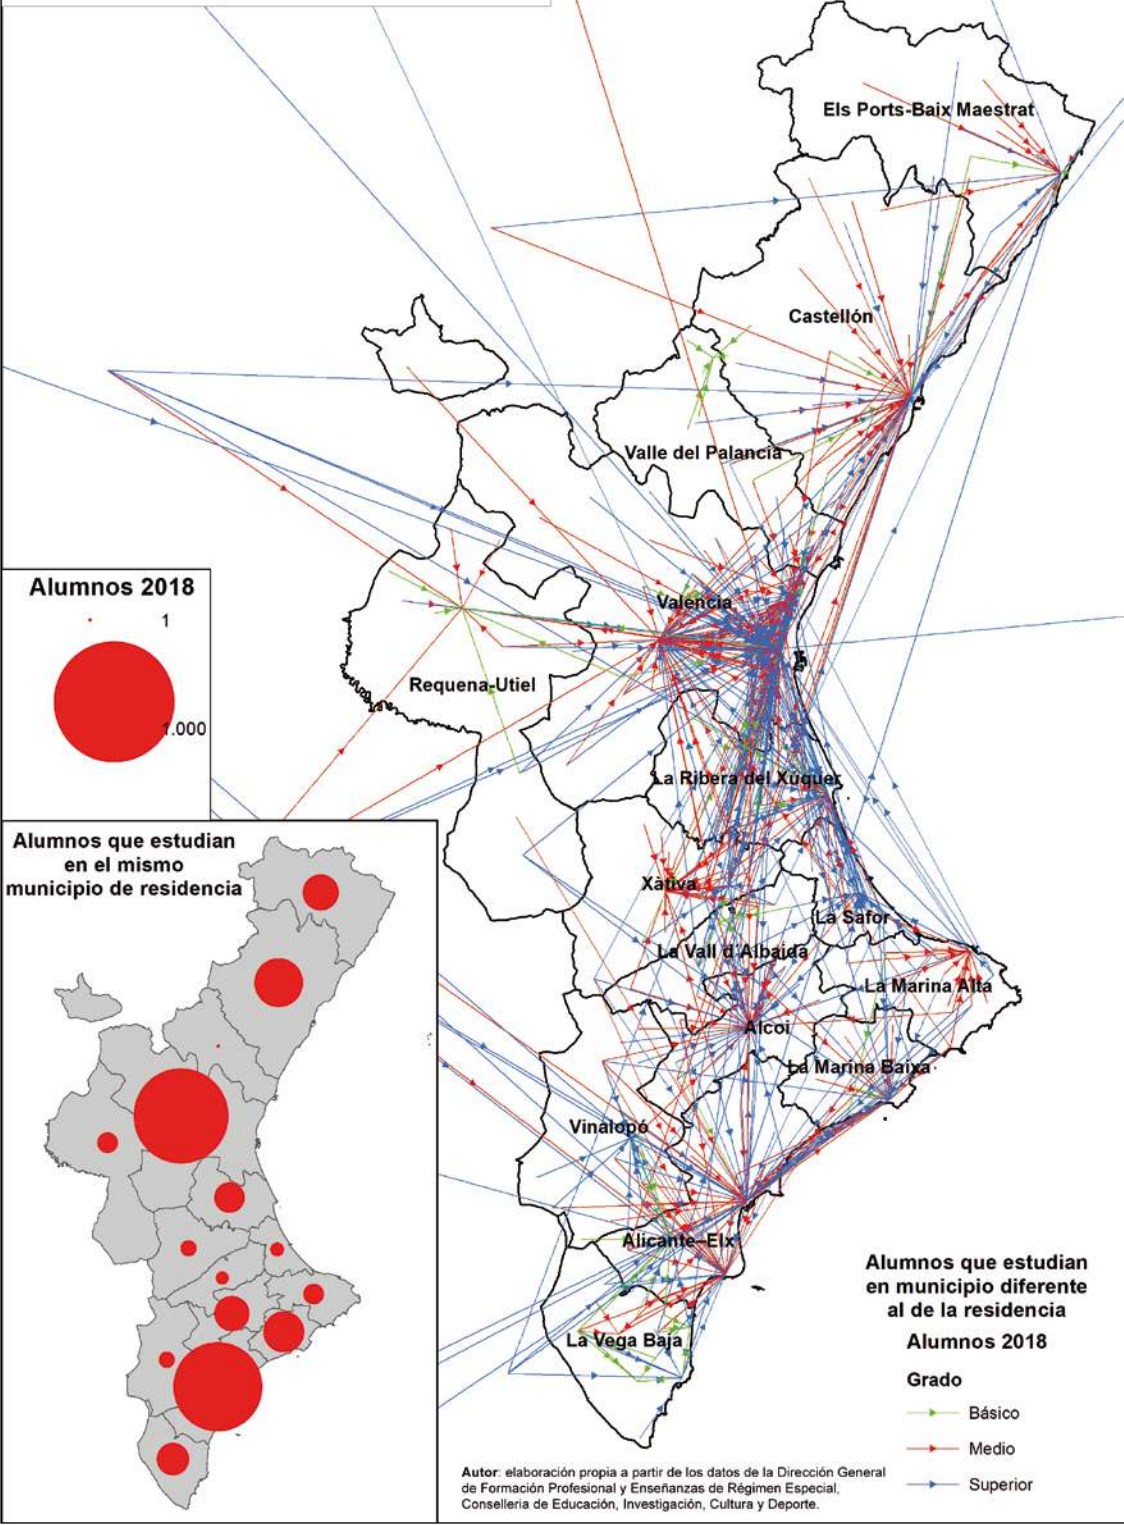 Els Ports-Baix Maestrat
Castellón
Valle del Palancia
Alumnos 2018
1
1.000
Valencia
Requena-Utiel
La Ribera del Xúquer
Alumnos que estudian
en el mismo
municipio de residencia
Xàtiva
La Safor
La Vall d'Albaida
La Marina Alta
Alcoi
La Marina Baixa
Vinalopó
Alicante-Elx
La Vega Baja
Alumnos que estudian
en municipio diferente
al de la residencia
Alumnos 2018
Grado
Básico
Medio
Superior
Autor: elaboración propia a partir de los datos de la Dirección General
de Formación Profesional y Enseñanzas de Régimen Especial,
Conselleria de Educación, Investigación, Cultura y Deporte.